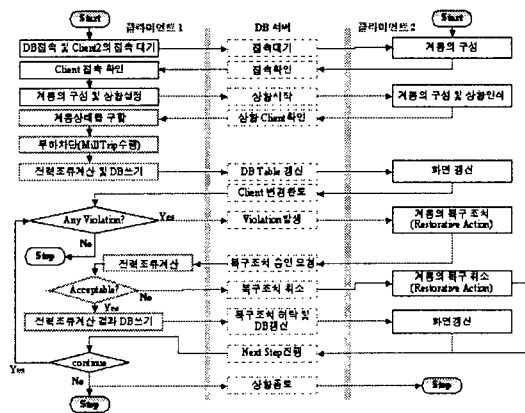 클라이언트 1
DB 서버
클라이언트 2
Start
Start
DB접속 및 Client2의 접속 대기
접속대기
계통의 구성
Client 접속 확인
접속확인
계통의 구성 및 상황설정
상황시작
계통의 구성 및 상황인식
계통상태를 구함
상황 Client확인
부하차단(Mill Trip수행)
전력조류계산 및 DB쓰기
DB Table 갱신
화면 갱신
Client 변경완료
Any Violation?
Yes
Violation발생
계통의 복구 조치
(Restorative Action)
No
Stop
전력조류계산
복구조치 승인 요청
Acceptable?
No
복구조치 취소
계통의 복구 취소
(Restorative Action)
Yes
전력조류계산 결과 DB쓰기
복구조치 허락 및
DB갱신
화면갱신
Yes
Next Step진행
continue
No
상황종료
Stop
Stop